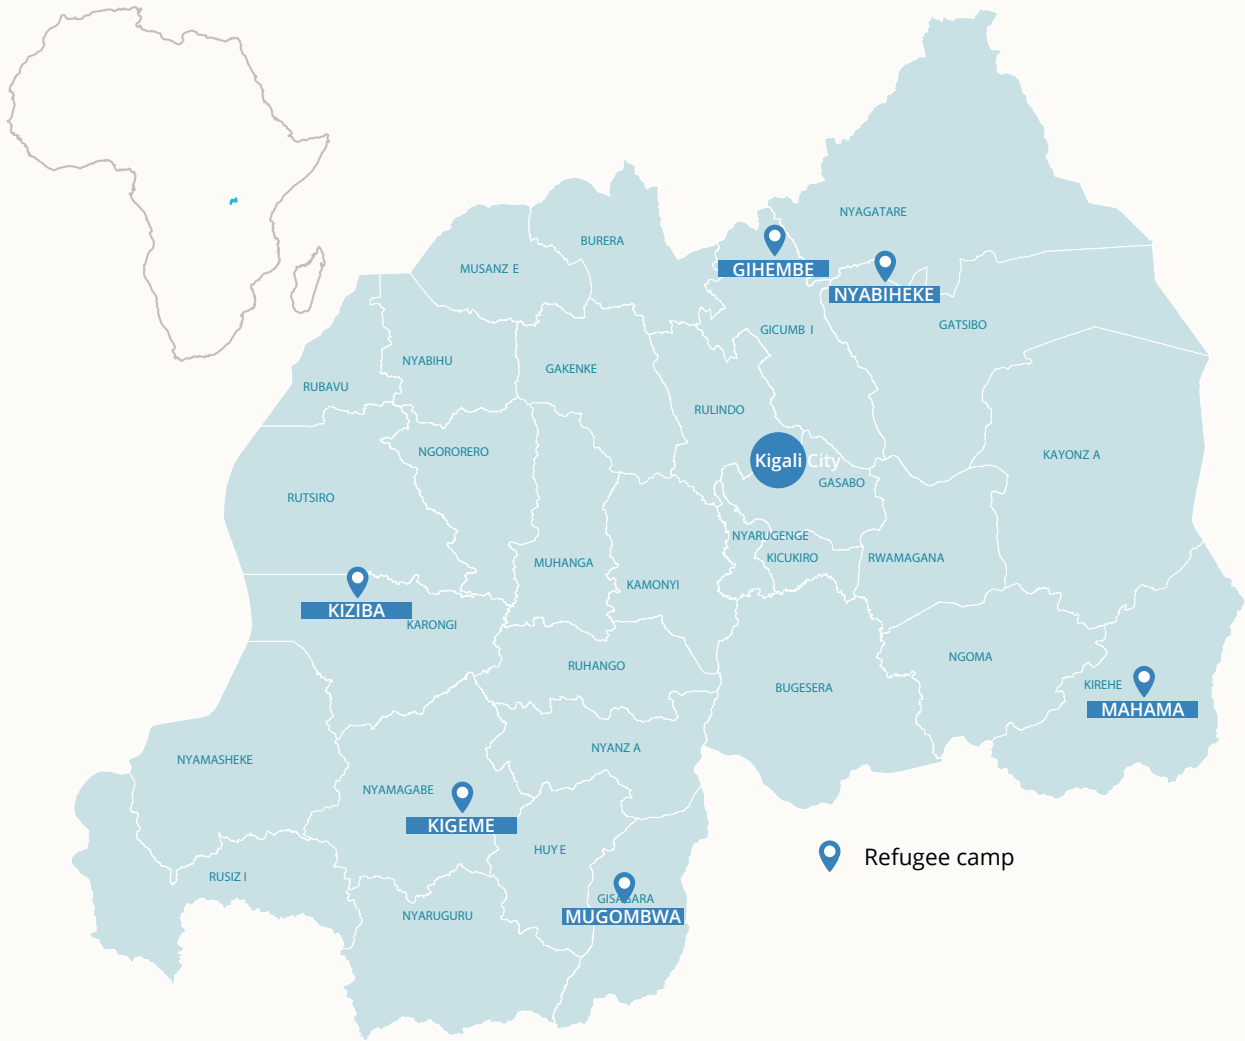 NYAGATARE
BURERA
GIHEMBE
MUSANZ E
NYABIHEKE
GATSIBO
GICUMB I
NYABIHU
GAKENKE
RUBAVU
RULINDO
NGORORERO
KAYONZ A
Kigali City
GASABO
RUTSIRO
NYARUGENGE
KICUKIRO
RWAMAGANA
MUHANGA
KAMONYI
KIZIBA
KARONGI
NGOMA
RUHANGO
KIREHE
BUGESERA
MAHAMA
NYANZ A
NYAMASHEKE
NYAMAGABE
KIGEME
HUY E
Refugee camp
RUSIZ I
GISAGARA
NYARUGURU
MUGOMBWA